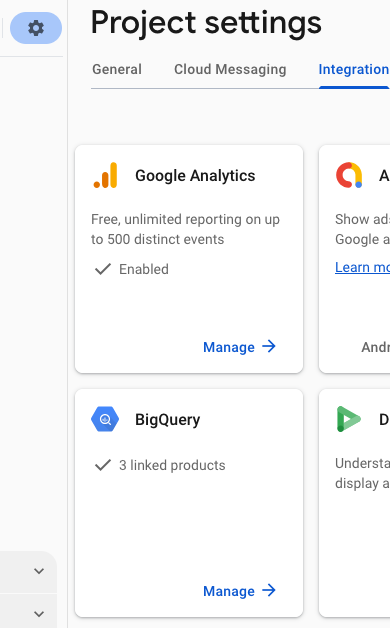 Project settings
General
Cloud Messaging
Integration
Google Analytics
Free, unlimited reporting on up
to 500 distinct events
Enabled
Manage
A
Show ads
Google a
Learn mo
Andr
BigQuery
3 linked products
Manage
D
Understa
display a